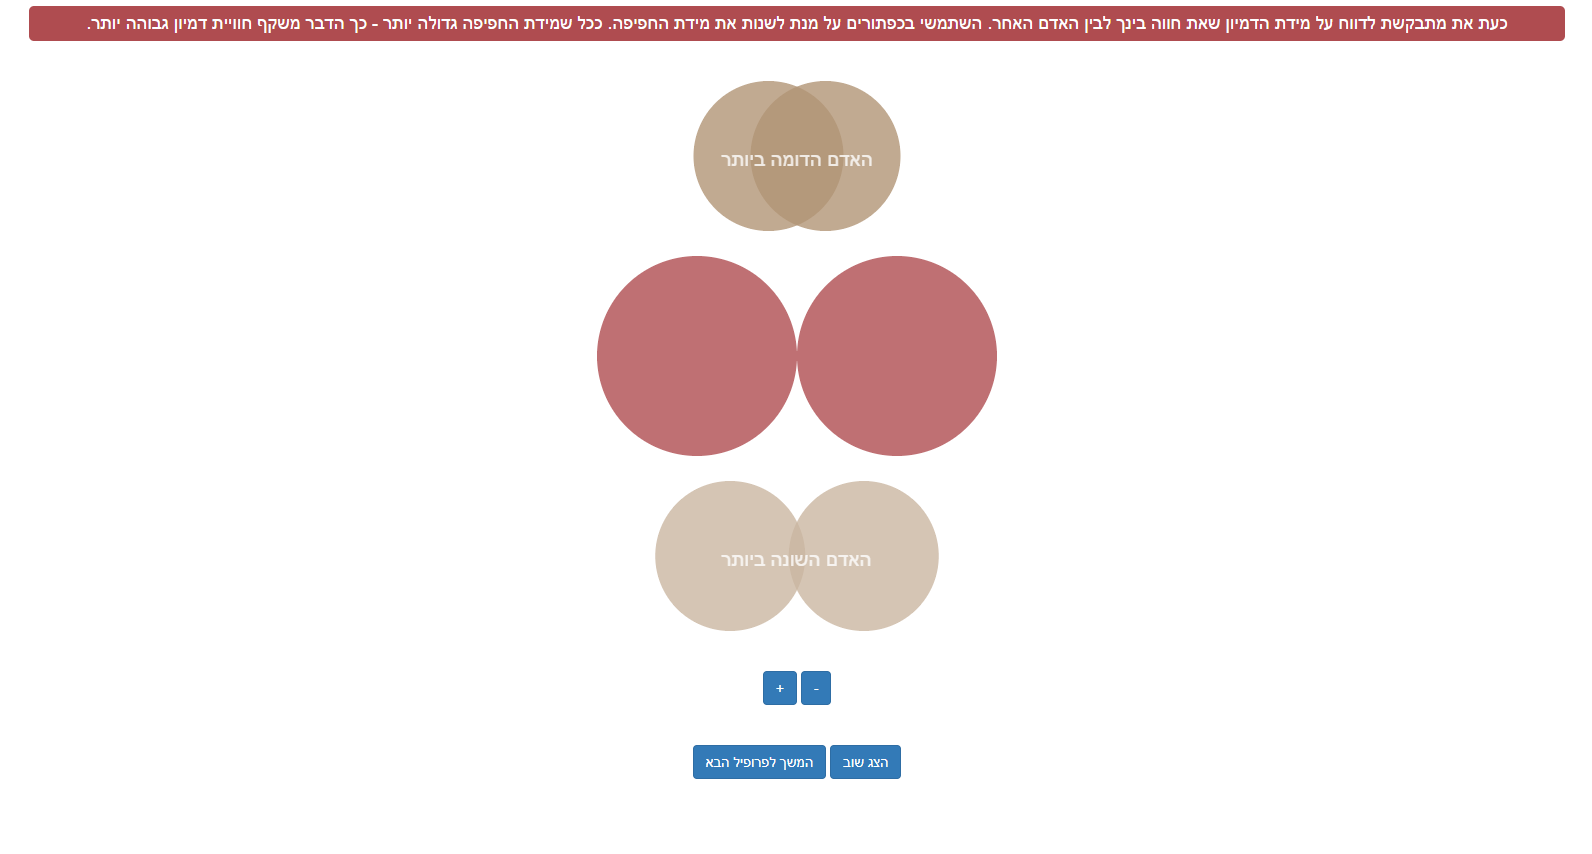 כעת את מתבקשת לדווח על מידת הדמיון שאת חווה בינך לבין האדם האחר. השתמשי בכפתורים על מנת לשנות את מידת החפיפה. ככל שמידת החפיפה גדולה יותר - כך הדבר משקף חוויית דמיון גבוהה יותר.
האדם הדומה ביותר
האדם השונה ביותר
- +
הצג שוב המשך לפרופיל הבא